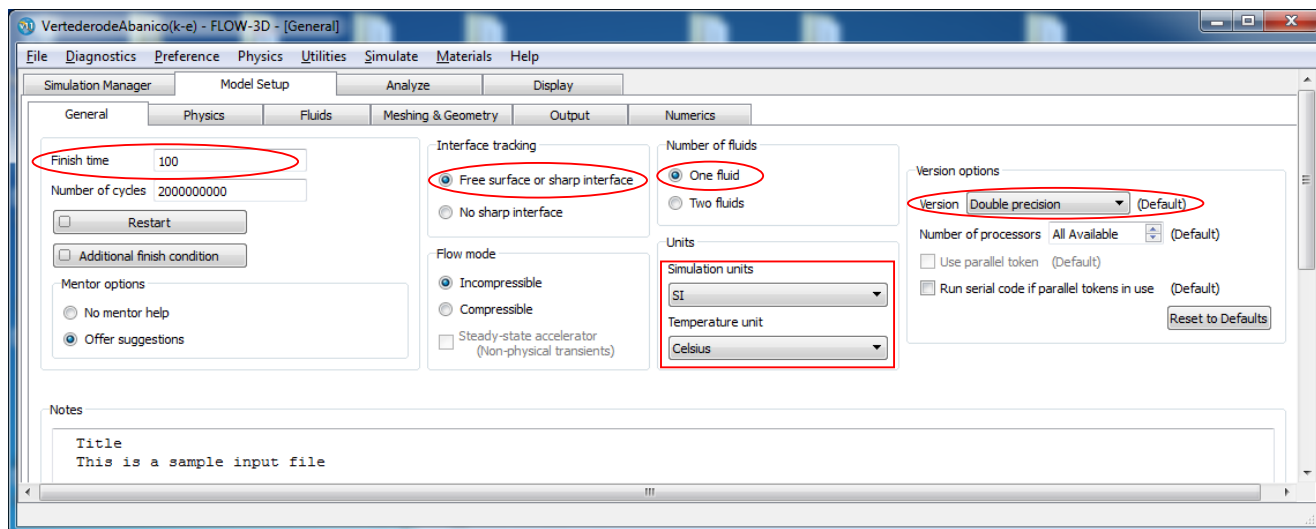 VertederodeAbanico(k-e) - FLOW-3D - [General]
File Diagnostics Preference Physics Utilities Simulate Materials Help
Simulation Manager Model Setup Analyze Display
General Physics Fluids Meshing & Geometry Output Numerics
Finish time 100
Number of cycles 2000000000
Restart
Additional finish condition
Mentor options
No mentor help
Offer suggestions
Interface tracking
Free surface or sharp interface
No sharp interface
Flow mode
Incompressible
Compressible
Steady-state accelerator
(Non-physical transients)
Number of fluids
One fluid
Two fluids
Units
Simulation units
SI
Temperature unit
Celsius
Version options
Version Double precision (Default)
Number of processors All Available (Default)
Use parallel token (Default)
Run serial code if parallel tokens in use (Default)
Reset to Defaults
Notes
Title
This is a sample input file